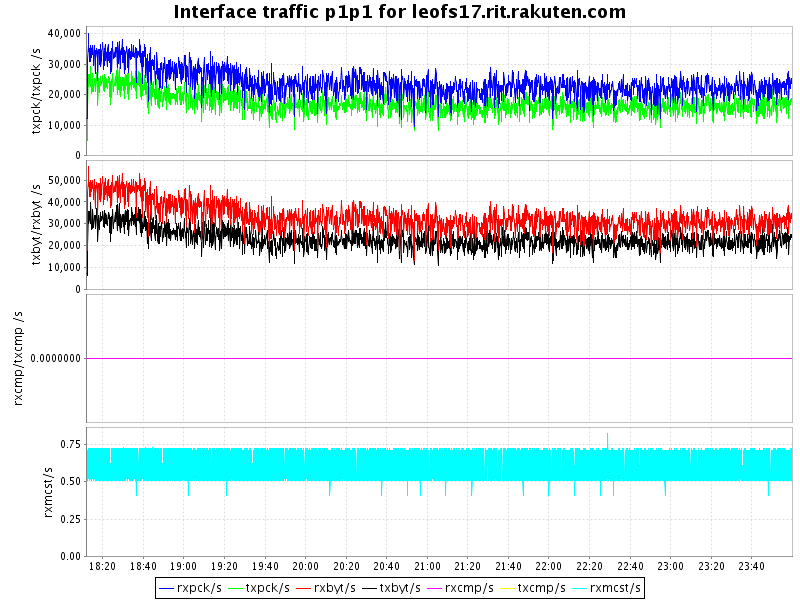 Interface traffic p1p1 for leofs17.rit.rakuten.com
txpck/txpck /s
40,000
30,000
20,000
10,000
0
txbyt/rxbyt /s
50,000
40,000
30,000
20,000
10,000
0
rxcmp/txcmp /s
0.0000000
rxmcst/s
0.75
0.50
0.25
0.00
18:20 18:40 19:00 19:20 19:40 20:00 20:20 20:40 21:00 21:20 21:40 22:00 22:20 22:40 23:00 23:20 23:40
rxpck/s txpck/s rxbyt/s txbyt/s rxcmp/s txcmp/s rxmcst/s